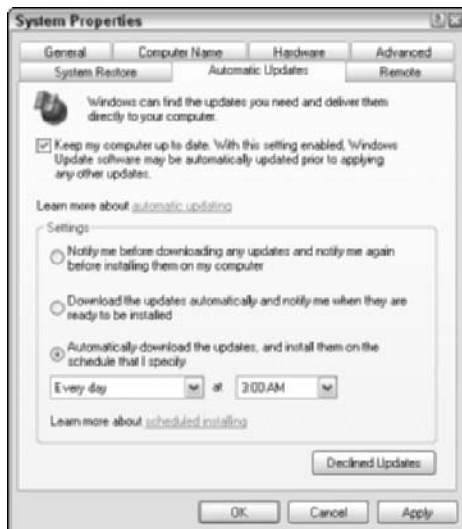 System Properties
General Computer Name Hardware Advanced
System Restore Automatic Updates Remote
Windows can find the updates you need and deliver them
directly to your computer.
Keep my computer up to date. With this setting enabled, Windows
Update software may be automatically updated prior to applying
any other updates.
Learn more about automatic updating
Settings
Notify me before downloading any updates and notify me again
before installing them on my computer
Download the updates automatically and notify me when they are
ready to be installed
Automatically download the updates, and install them on the
schedule that I specify
Every day at 3:00 AM
Learn more about scheduled installing
Declined Updates
OK Cancel Apply